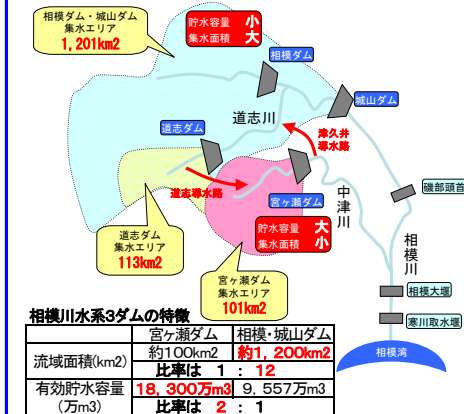 相模ダム・城山ダム
集水エリア
1,201km2
貯水容量 小
集水面積 大
相模ダム
城山ダム
道志川
津久井
導水路
道志ダム
道志導水路
宮ヶ瀬ダム
中津川
磯部頭首
相模川
貯水容量 大
集水面積 小
道志ダム
集水エリア
113km2
宮ヶ瀬ダム
集水エリア
101km2
相模大堰
寒川取水堰
相模湾
相模川水系3ダムの特徴
宮ヶ瀬ダム 相模・城山ダム
流域面積(km2) 約100km2 約1,200km2
比率は 1 : 12
有効貯水容量 18,300万m3 9,557万m3
(万m3) 比率は 2 : 1